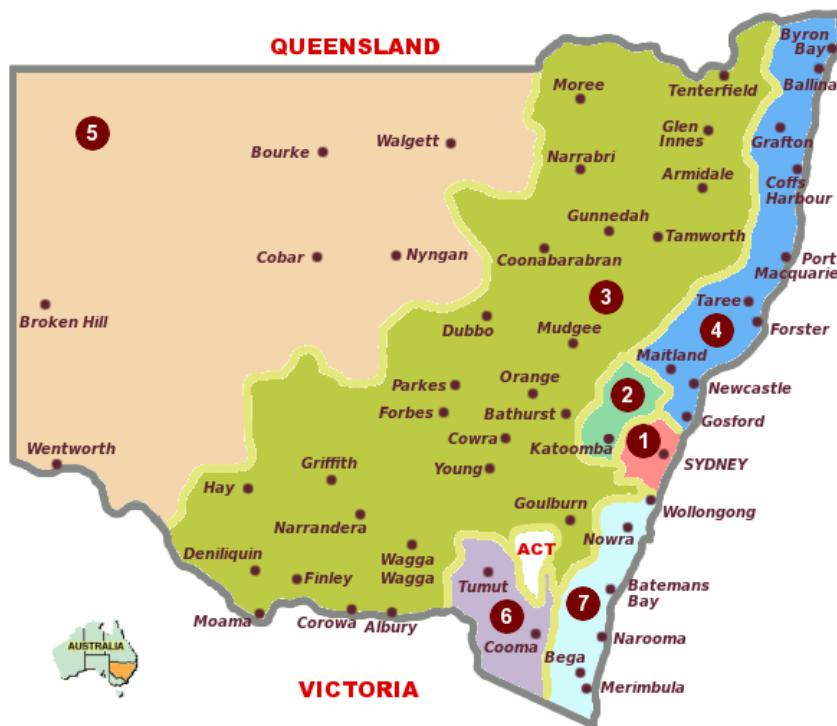 QUEENSLAND
Byron
Bay
Ballina
Moree
Tenterfield
5
Glen
Innes
Grafton
Bourke
Walgett
Narrabri
Armidale
Coffs
Harbour
Gunnedah
Tamworth
Cobar
Nyngan
Coonabarabran
Port
Macquarie
3
Taree
Broken Hill
Dubbo
Mudgee
4
Forster
Maitland
Parkes
Orange
2
Newcastle
Forbes
Bathurst
Gosford
Cowra
Katoomba
1
Wentworth
Griffith
Young
SYDNEY
Hay
Goulburn
Wollongong
Narrandera
Nowra
ACT
Deniliquin
Wagga
Wagga
Finley
Tumut
Batemans
Bay
7
Moama
Corowa
Albury
6
Cooma
Narooma
AUSTRALIA
Bega
VICTORIA
Merimbula